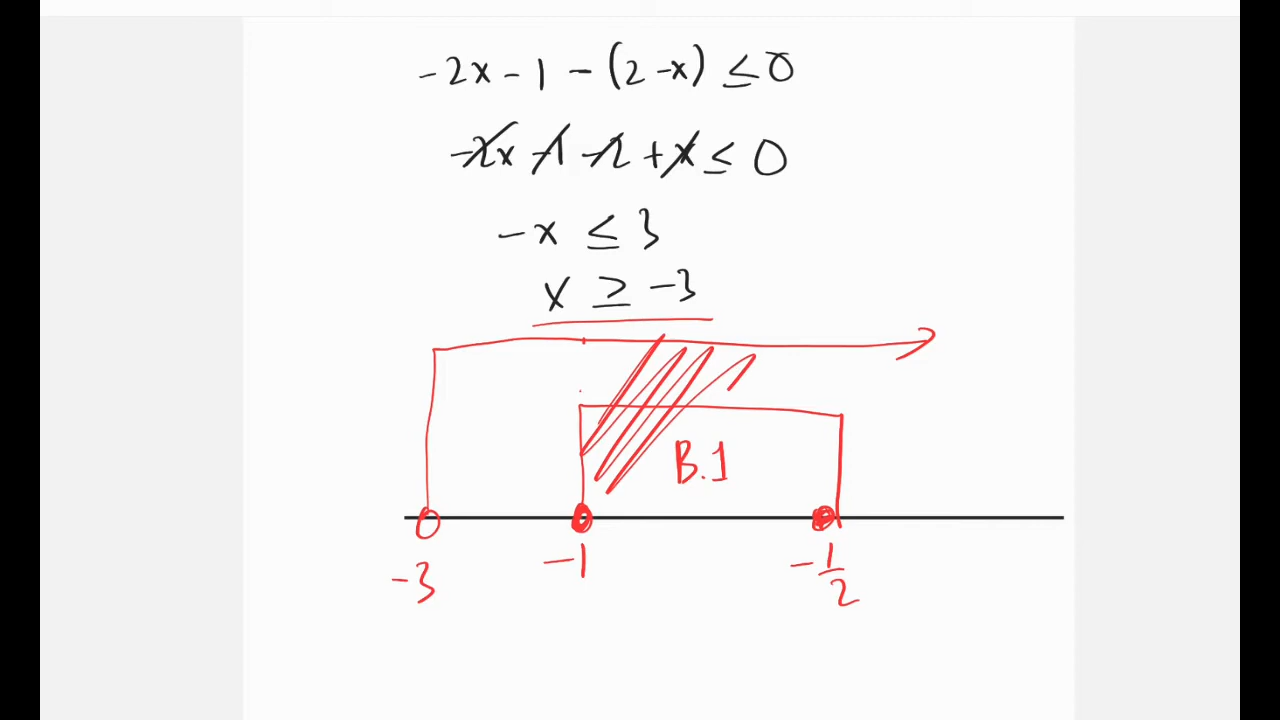 -2x - 1 - (2 - x) ≤ 0
-2x - 1 - 2 + x ≤ 0
-x ≤ 3
x ≥ -3
B.1
-3 -1 -1/2